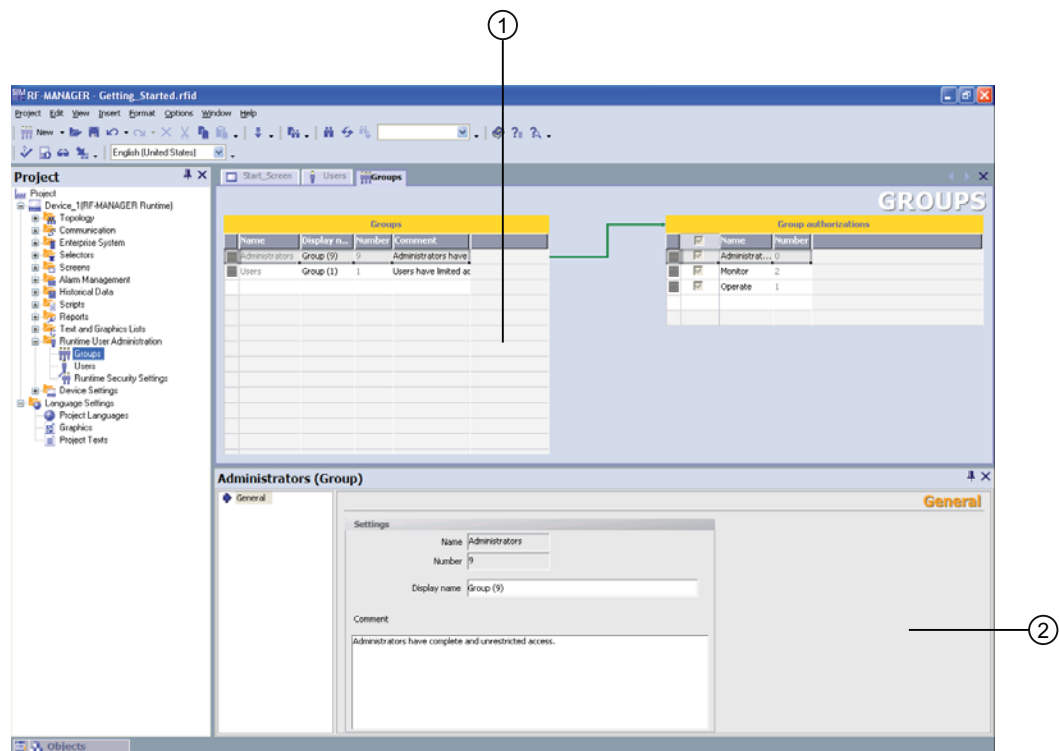 1
RF-MANAGER - Getting_Started.rfid
Project Edit View Insert Format Options Window Help
New
English (United States)
Project
Project
Device_1(RF-MANAGER Runtime)
Topology
Communication
Enterprise System
Selectors
Screens
Alarm Management
Historical Data
Scripts
Reports
Text and Graphics Lists
Runtime User Administration
Groups
Users
Runtime Security Settings
Device Settings
Language Settings
Project Languages
Graphics
Project Texts
Start_Screen Users Groups
GROUPS
Groups
Name Display n... Number Comment
Administrators Group (9) 9 Administrators have
Users Group (1) 1 Users have limited ac
Group authorizations
Name Number
Administrat... 0
Monitor 2
Operate 1
Administrators (Group)
General
General
Settings
Name Administrators
Number 9
Display name Group (9)
Comment
Administrators have complete and unrestricted access.
2
Objects